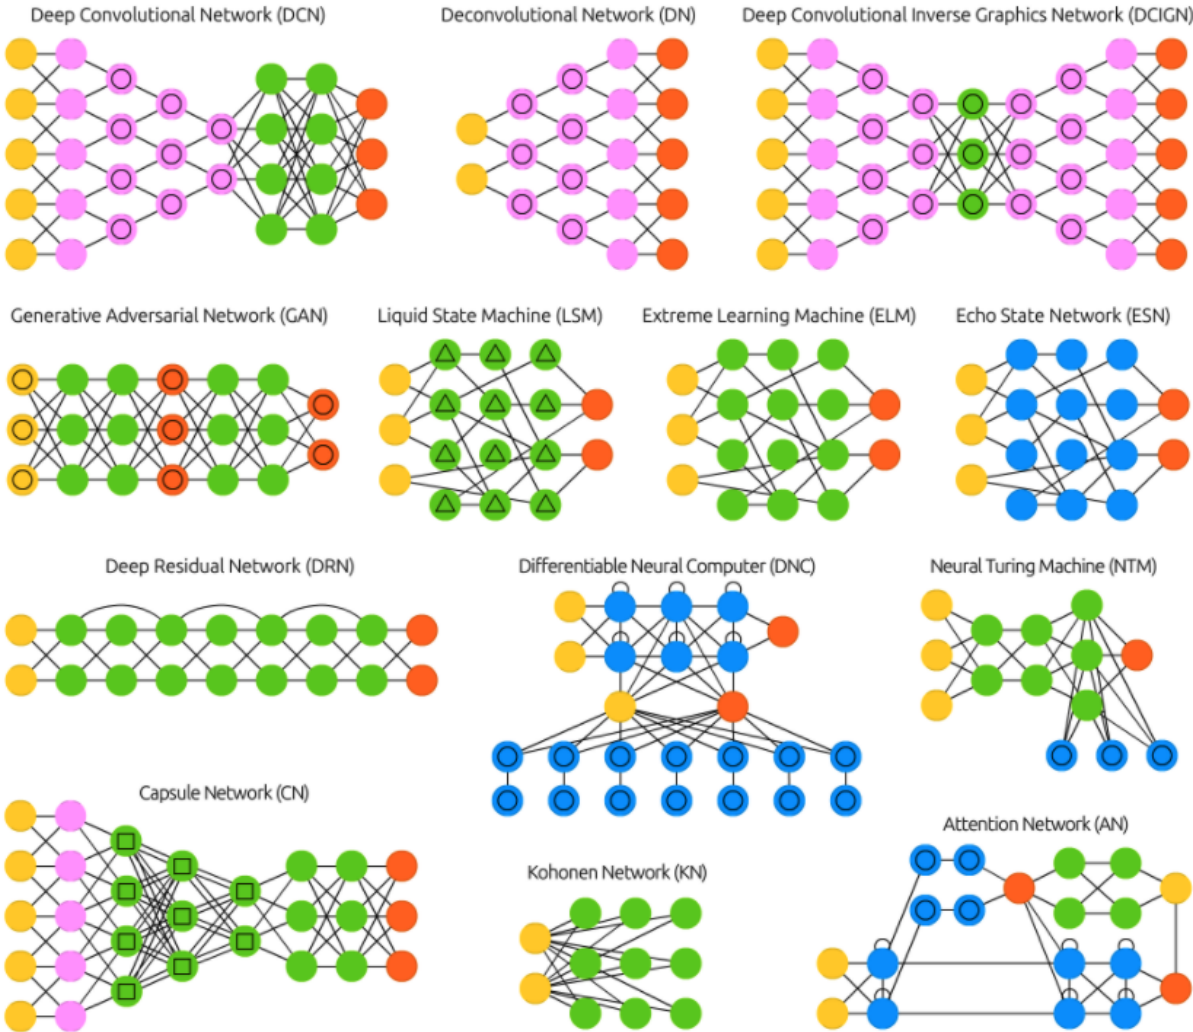 Deep Convolutional Network (DCN)
Deconvolutional Network (DN)
Deep Convolutional Inverse Graphics Network (DCIGN)
Generative Adversarial Network (GAN)
Liquid State Machine (LSM)
Extreme Learning Machine (ELM)
Echo State Network (ESN)
Deep Residual Network (DRN)
Differentiable Neural Computer (DNC)
Neural Turing Machine (NTM)
Capsule Network (CN)
Kohonen Network (KN)
Attention Network (AN)